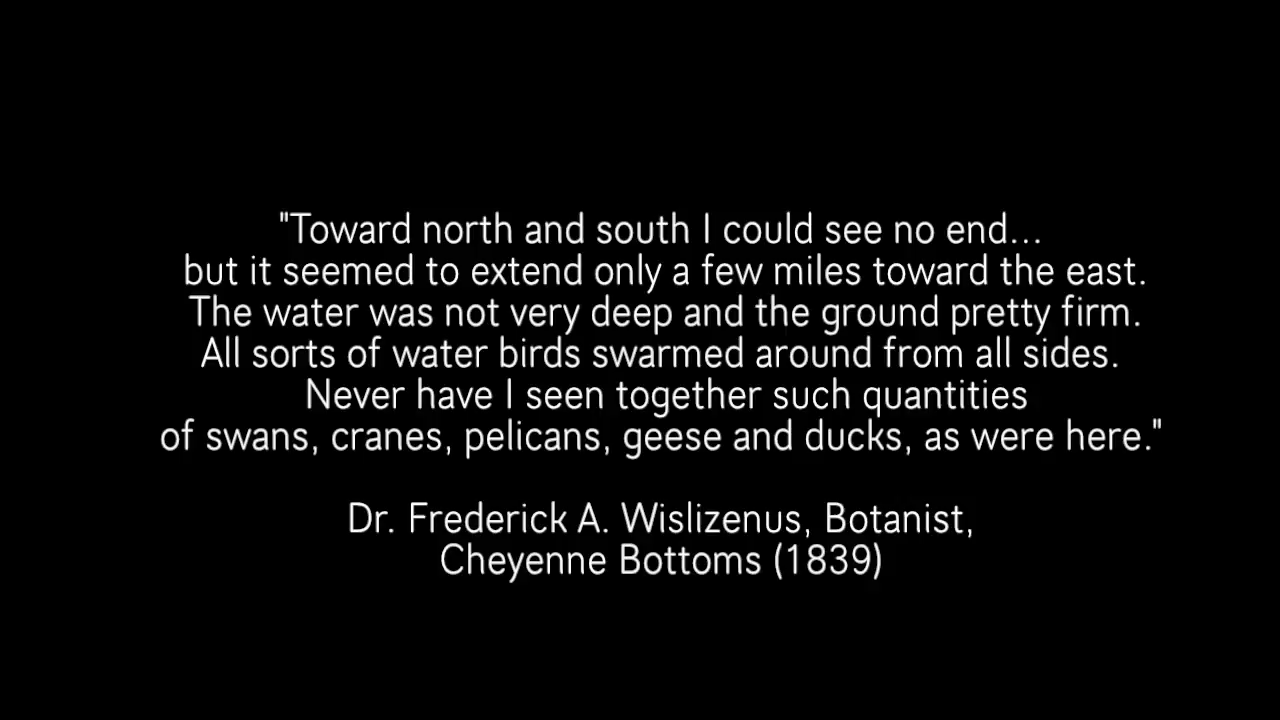 "Toward north and south I could see no end...
but it seemed to extend only a few miles toward the east.
The water was not very deep and the ground pretty firm.
All sorts of water birds swarmed around from all sides.
Never have I seen together such quantities
of swans, cranes, pelicans, geese and ducks, as were here."
Dr. Frederick A. Wislizenus, Botanist,
Cheyenne Bottoms (1839)